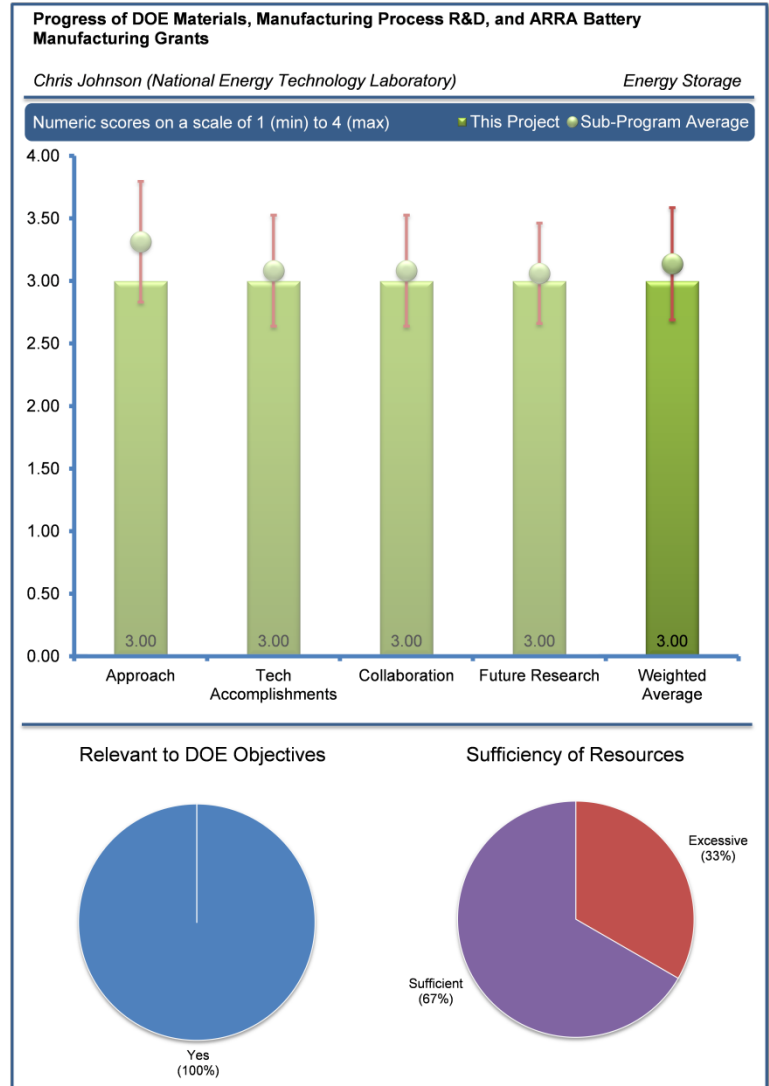 Progress of DOE Materials, Manufacturing Process R&D, and ARRA Battery
Manufacturing Grants
Chris Johnson (National Energy Technology Laboratory) Energy Storage
Numeric scores on a scale of 1 (min) to 4 (max) This Project Sub-Program Average
4.00
3.50
3.00
2.50
2.00
1.50
1.00
0.50
0.00
3.00 3.00 3.00 3.00 3.00
Approach Tech Collaboration Future Research Weighted
Accomplishments Average
Relevant to DOE Objectives Sufficiency of Resources
Excessive
(33%)
Sufficient
(67%)
Yes
(100%)